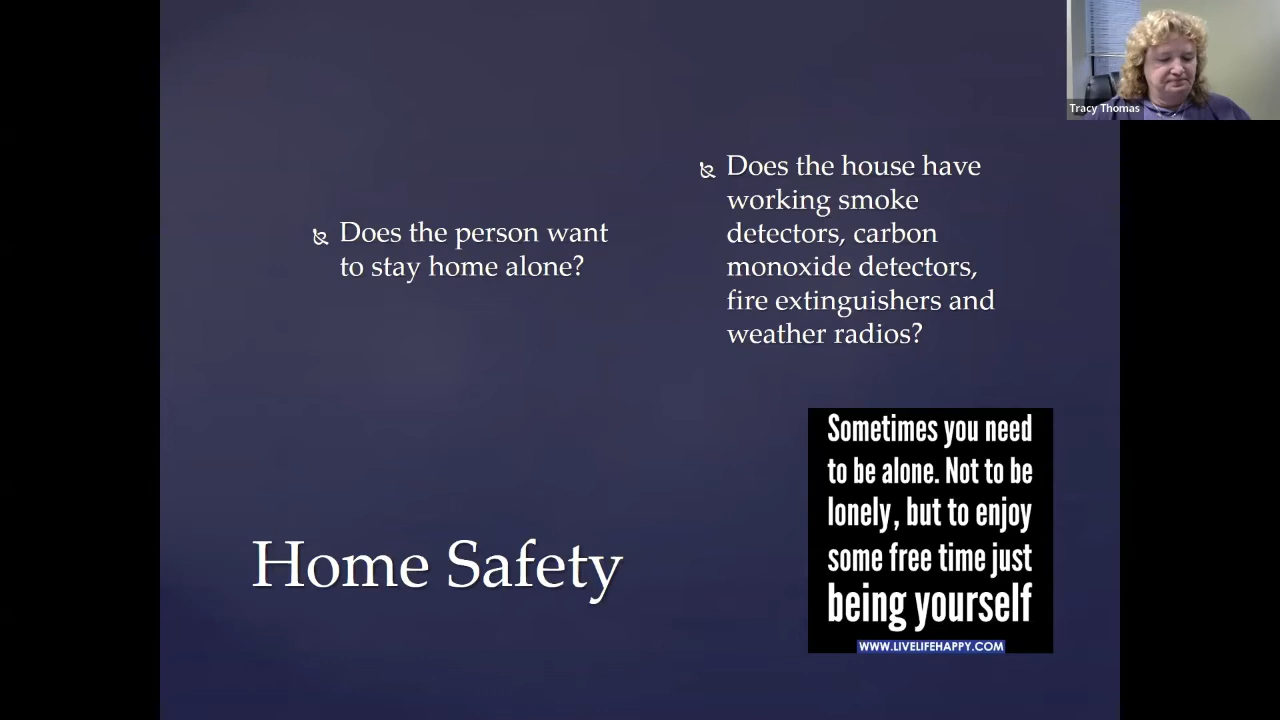 Tracy Thomas
Does the person want
to stay home alone?
Does the house have
working smoke
detectors, carbon
monoxide detectors,
fire extinguishers and
weather radios?
Home Safety
Sometimes you need
to be alone. Not to be
lonely, but to enjoy
some free time just
being yourself
WWW.LIVELIFEHAPPY.COM